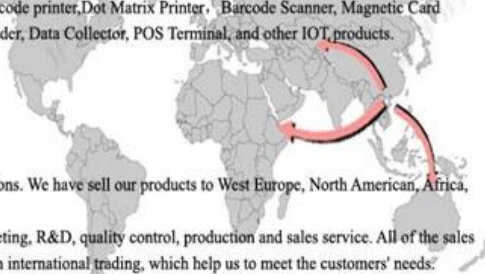 code printer,Dot Matrix Printer，Barcode Scanner, Magnetic Card
der, Data Collector, POS Terminal, and other IOT products.
ons. We have sell our products to West Europe, North American, Africa,
eting, R&D, quality control, production and sales service. All of the sales
n international trading, which help us to meet the customers' needs.